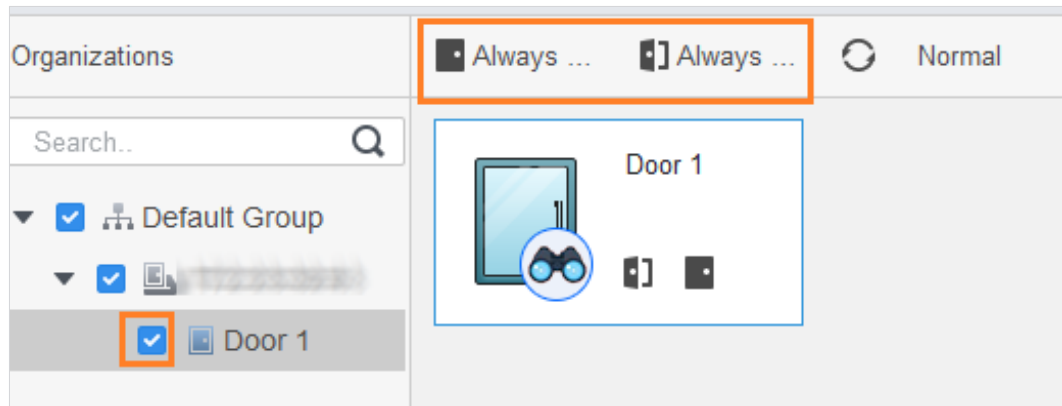 Organizations
Always ... Always ... Normal
Search..
Door 1
Default Group
Door 1